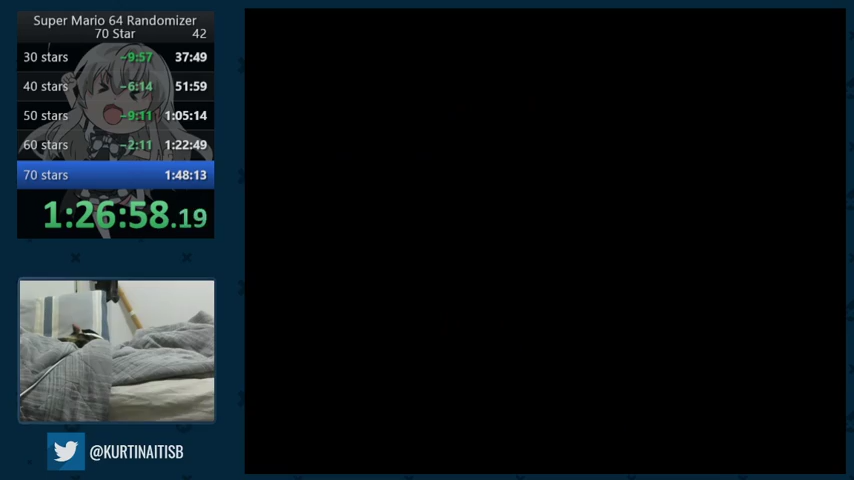 Super Mario 64 Randomizer
70 Star 42
30 stars -9:57 37:49
40 stars -6:14 51:59
50 stars -9:11 1:05:14
60 stars -2:11 1:22:49
70 stars 1:48:13
1:26:58.19
@KURTINAITISB